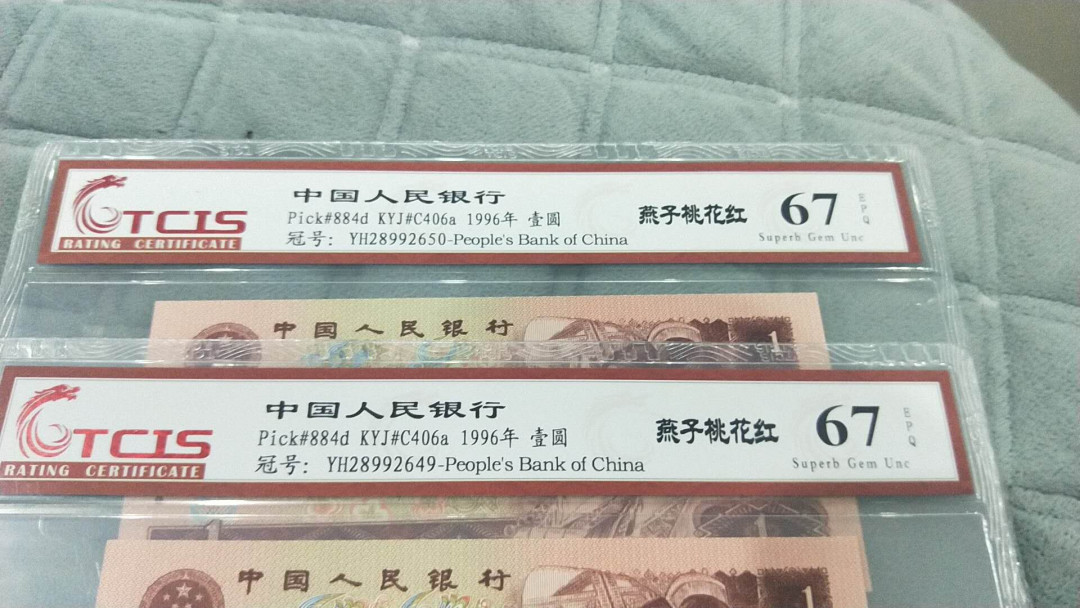 TCIS
RATING CERTIFICATE
中国人民银行
Pick#884d KYJ#C406a 1996年 壹圆
冠号: YH28992650-People's Bank of China
燕子桃花红
67
EPQ
Superb Gem Unc
中国人民银行
1
TCIS
RATING CERTIFICATE
中国人民银行
Pick#884d KYJ#C406a 1996年 壹圆
冠号: YH28992649-People's Bank of China
燕子桃花红
67
EPQ
Superb Gem Unc
1
1
中国人民银行
1